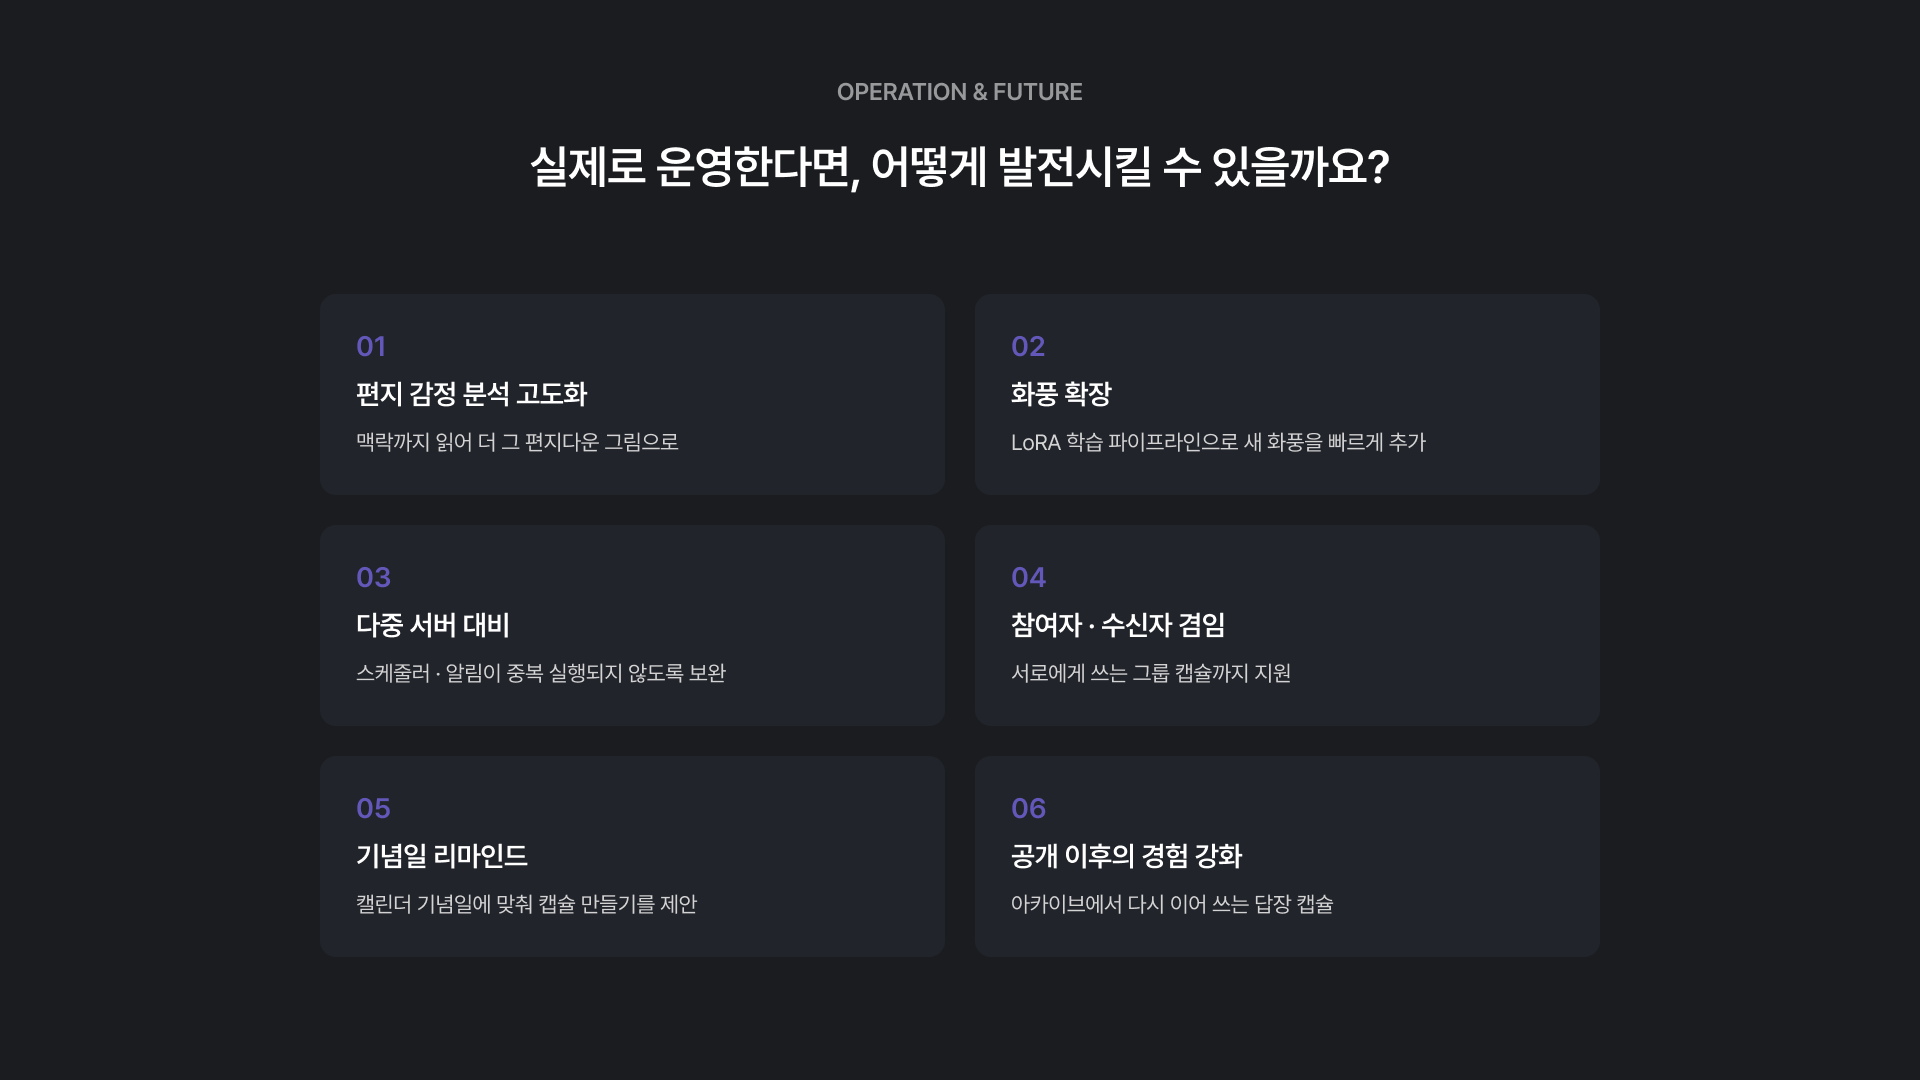 OPERATION & FUTURE
실제로 운영한다면, 어떻게 발전시킬 수 있을까요?
01
편지 감정 분석 고도화
맥락까지 읽어 더 그 편지다운 그림으로
02
화풍 확장
LoRA 학습 파이프라인으로 새 화풍을 빠르게 추가
03
다중 서버 대비
스케줄러 · 알림이 중복 실행되지 않도록 보완
04
참여자 · 수신자 겸임
서로에게 쓰는 그룹 캡슐까지 지원
05
기념일 리마인드
캘린더 기념일에 맞춰 캡슐 만들기를 제안
06
공개 이후의 경험 강화
아카이브에서 다시 이어 쓰는 답장 캡슐